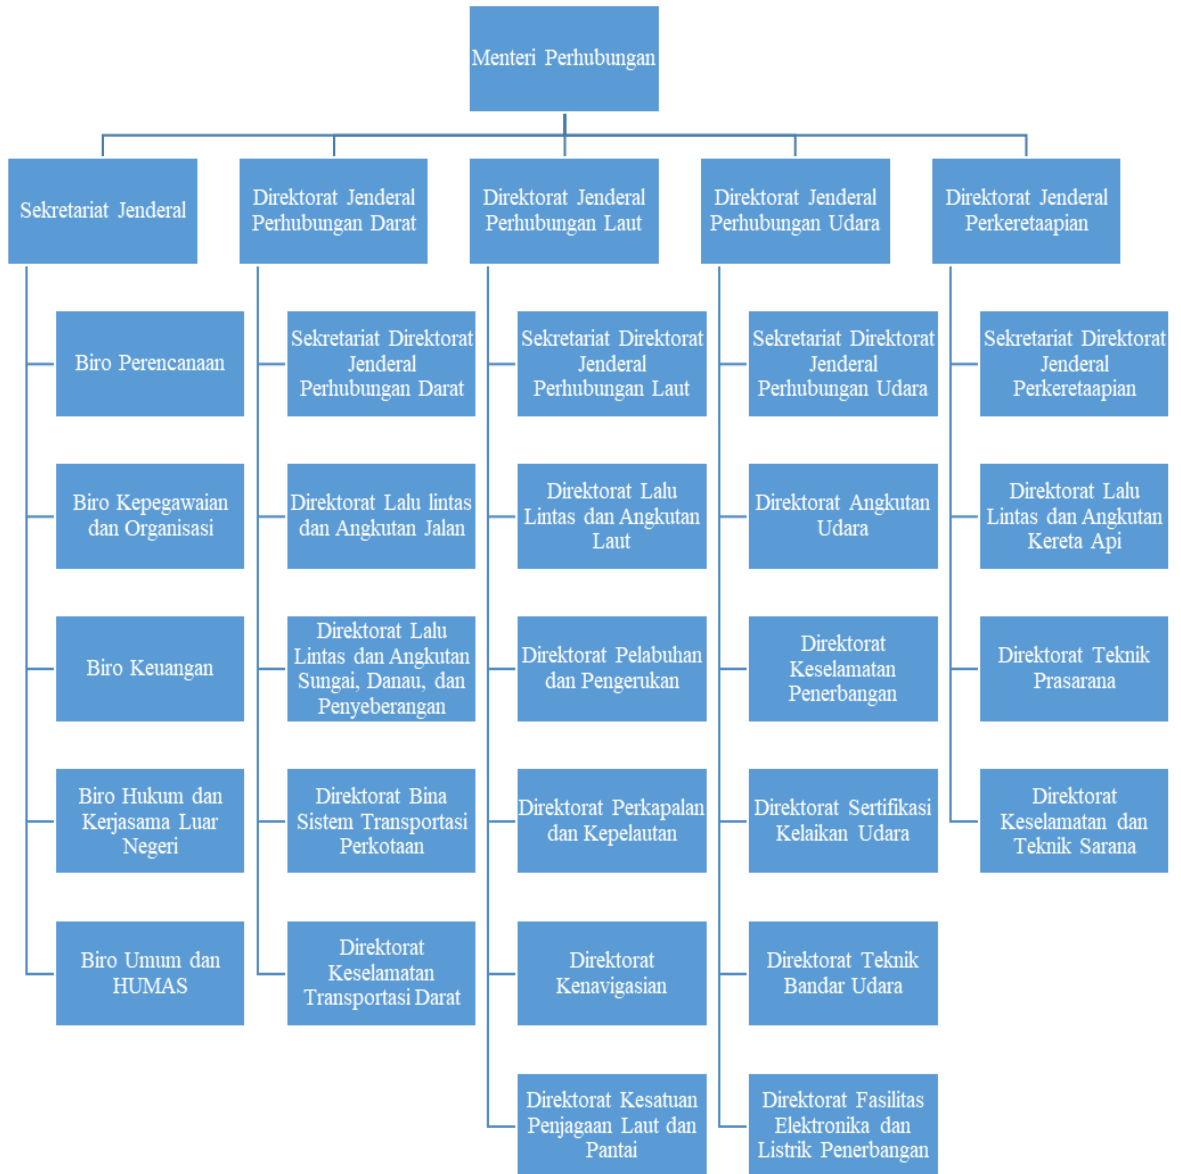 Menteri Perhubungan
Sekretariat Jenderal
Direktorat Jenderal
Perhubungan Darat
Direktorat Jenderal
Perhubungan Laut
Direktorat Jenderal
Perhubungan Udara
Direktorat Jenderal
Perkeretaapian
Biro Perencanaan
Biro Kepegawaian
dan Organisasi
Biro Keuangan
Biro Hukum dan
Kerjasama Luar
Negeri
Biro Umum dan
HUMAS
Sekretariat Direktorat
Jenderal
Perhubungan Darat
Direktorat Lalu lintas
dan Angkutan Jalan
Direktorat Lalu
Lintas dan Angkutan
Sungai, Danau, dan
Penyeberangan
Direktorat Bina
Sistem Transportasi
Perkotaan
Direktorat
Keselamatan
Transportasi Darat
Sekretariat Direktorat
Jenderal
Perhubungan Laut
Direktorat Lalu
Lintas dan Angkutan
Laut
Direktorat Pelabuhan
dan Pengerukan
Direktorat Perkapalan
dan Kepelautan
Direktorat
Kenavigasian
Direktorat Kesatuan
Penjagaan Laut dan
Pantai
Sekretariat Direktorat
Jenderal
Perhubungan Udara
Direktorat Angkutan
Udara
Direktorat
Keselamatan
Penerbangan
Direktorat Sertifikasi
Kelaikan Udara
Direktorat Teknik
Bandar Udara
Direktorat Fasilitas
Elektronika dan
Listrik Penerbangan
Sekretariat Direktorat
Jenderal
Perkeretaapian
Direktorat Lalu
Lintas dan Angkutan
Kereta Api
Direktorat Teknik
Prasarana
Direktorat
Keselamatan dan
Teknik Sarana